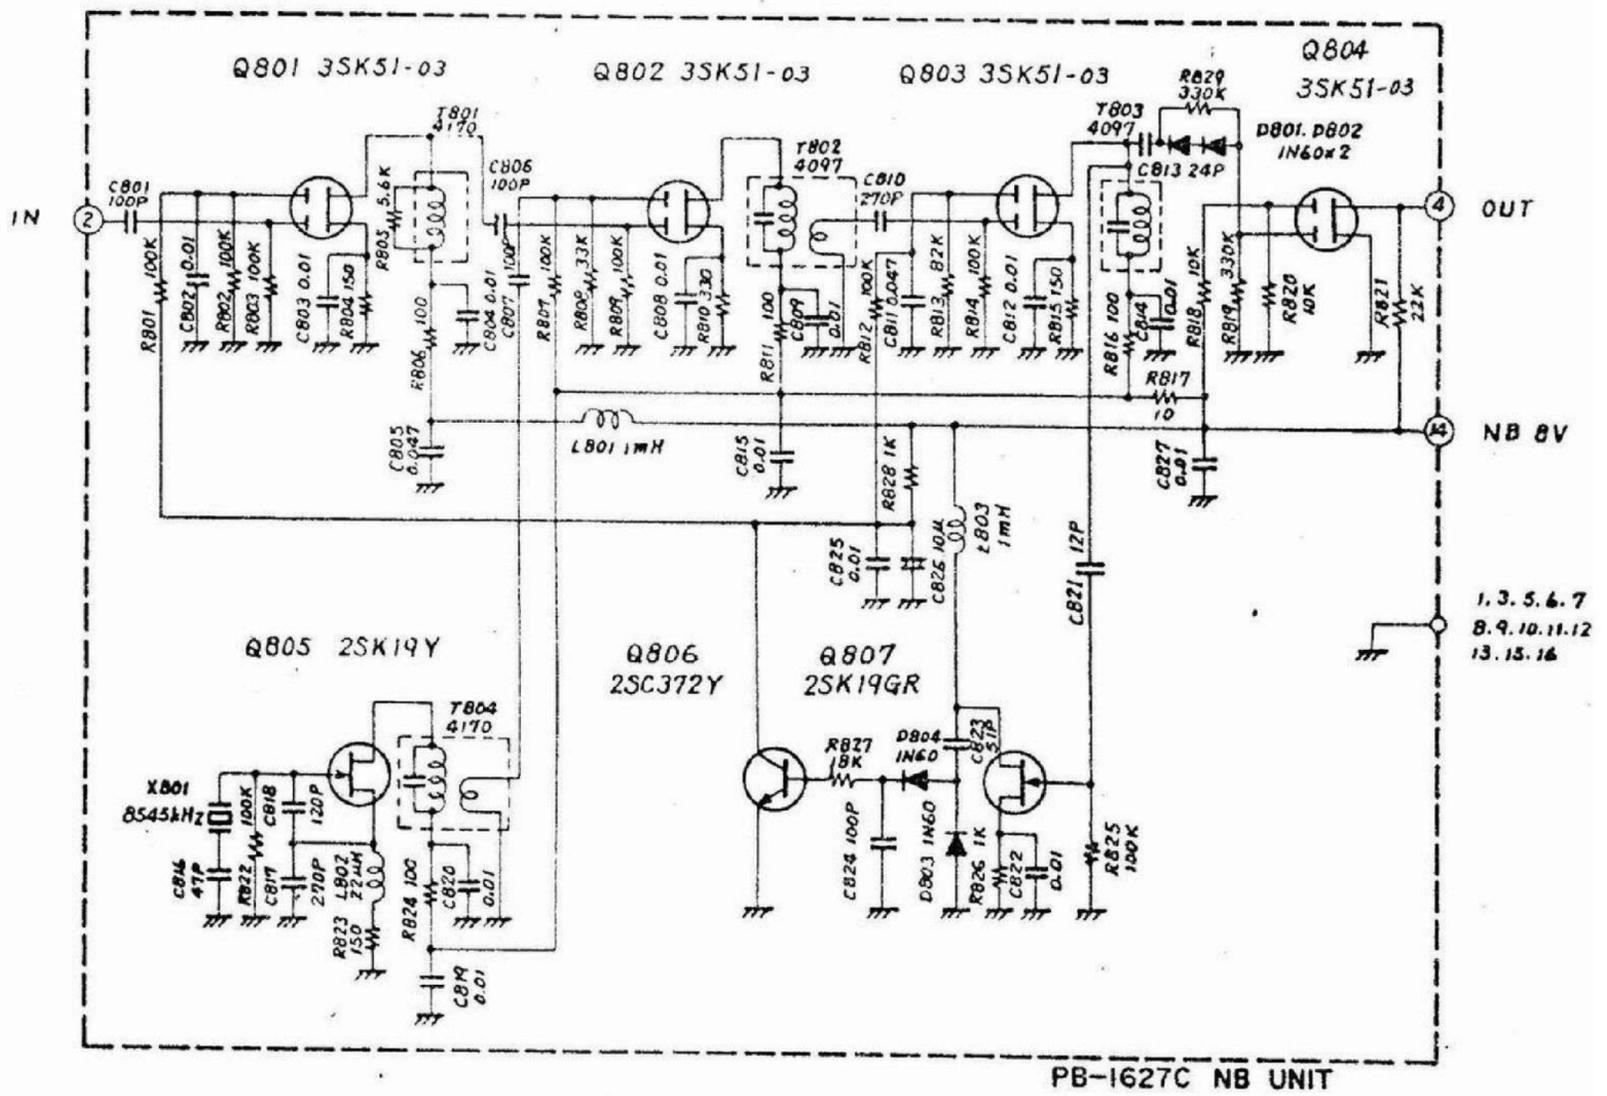 Q801 3SK51-03
Q802 3SK51-03
Q803 3SK51-03
Q804
3SK51-03
T801
4170
C801
100P
R805 5.6K
C806
100P
T802
4097
C810
270P
T803
4097
R829
330K
C813 24P
D801. D802
1N60×2
IN
2
4
OUT
R801 100K
C802 0.01
R802 100K
R803 100K
C803 0.01
R804 150
R806 100
C804 0.01
C807 100P
R807 100K
R808 33K
R809 100K
C808 0.01
R810 330
R811 100
C809 0.01
R812 100K
C811 0.047
R813 82K
R814 100K
C812 0.01
R815 150
R816 100
C814 0.01
R818 10K
R819 330K
R820
10K
R821
22K
R817
10
C805
0.047
L801 1mH
C815
0.01
R828 1K
C827
0.01
14
NB 8V
L803
1mH
C825
0.01
C826 10μ
C821 12P
1.3.5.6.7
8.9.10.11.12
13.15.16
Q805 2SK19Y
Q806
2SC372Y
Q807
2SK19GR
T804
4170
X801
8545kHz
C816
47P
R822 100K
C818 120P
C817 270P
L802
22μH
R823
150
R824 100
C820
0.01
C819
0.01
R827
18K
D804
1N60
C823
51P
C824 100P
D803 1N60
R826 1K
C822
0.01
R825
100K
PB-1627C NB UNIT